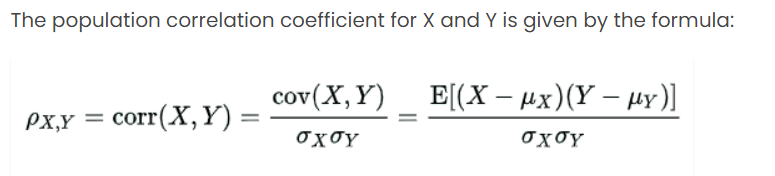 The population correlation coefficient for X and Y is given by the formula:
ρX,Y = corr(X, Y) = cov(X, Y) / σXσY = E[(X − μX)(Y − μY)] / σXσY